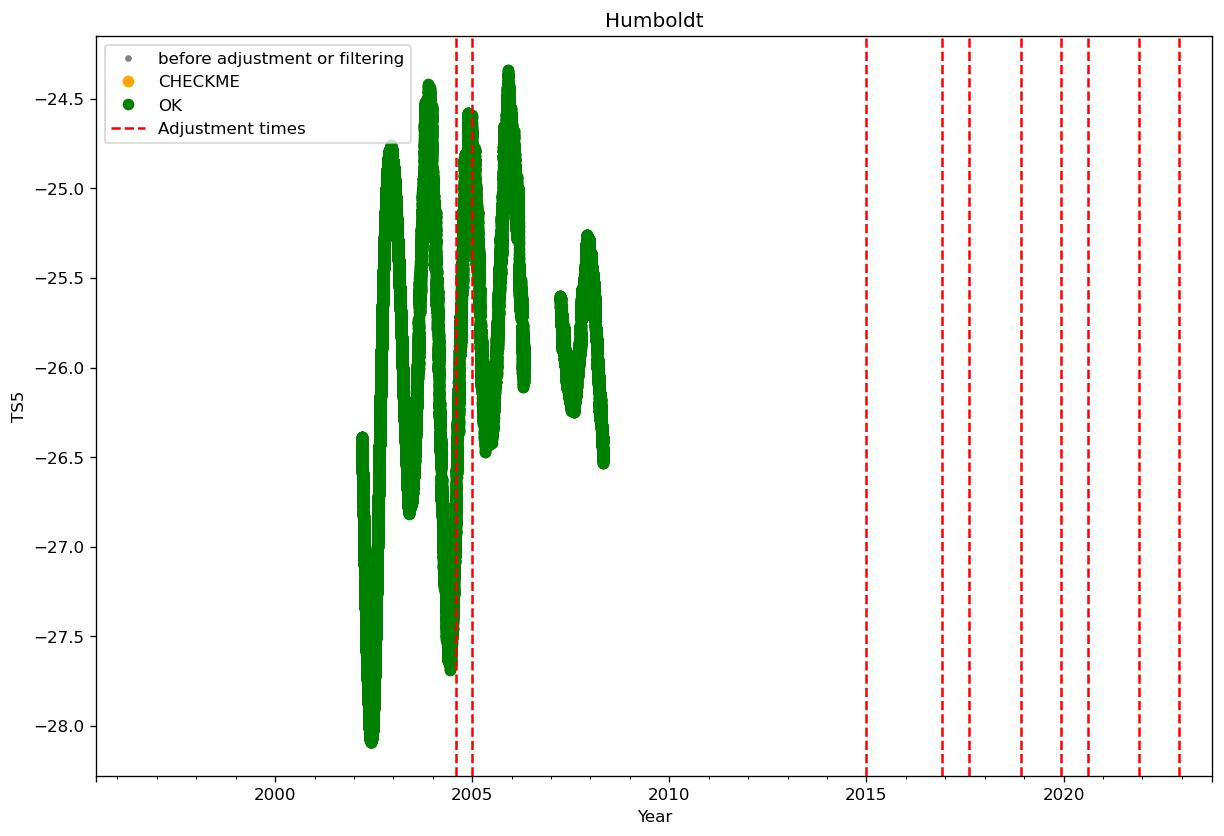 Humboldt
before adjustment or filtering
CHECKME
OK
Adjustment times
TS5
−24.5
−25.0
−25.5
−26.0
−26.5
−27.0
−27.5
−28.0
2000 2005 2010 2015 2020
Year